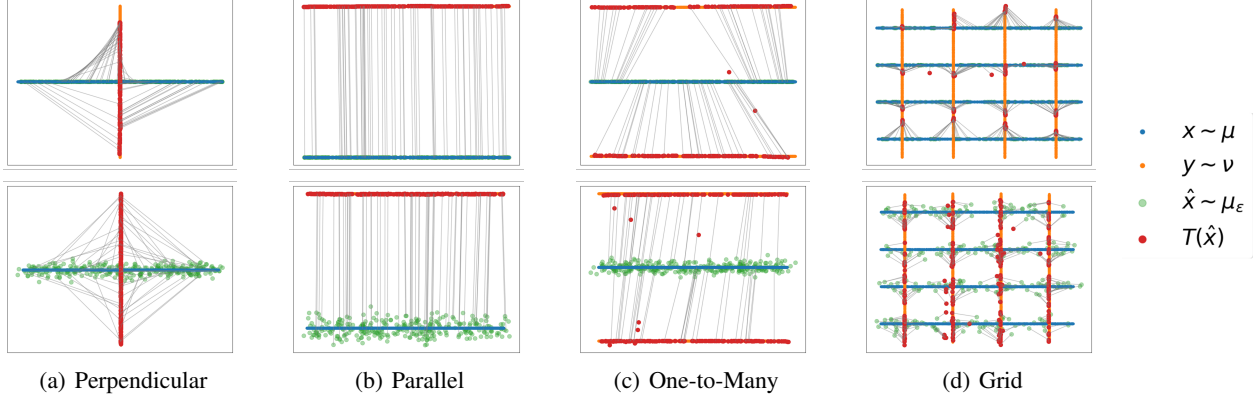 x ~ μ
y ~ ν
x̂ ~ μ_ε
T(x̂)
(a) Perpendicular
(b) Parallel
(c) One-to-Many
(d) Grid